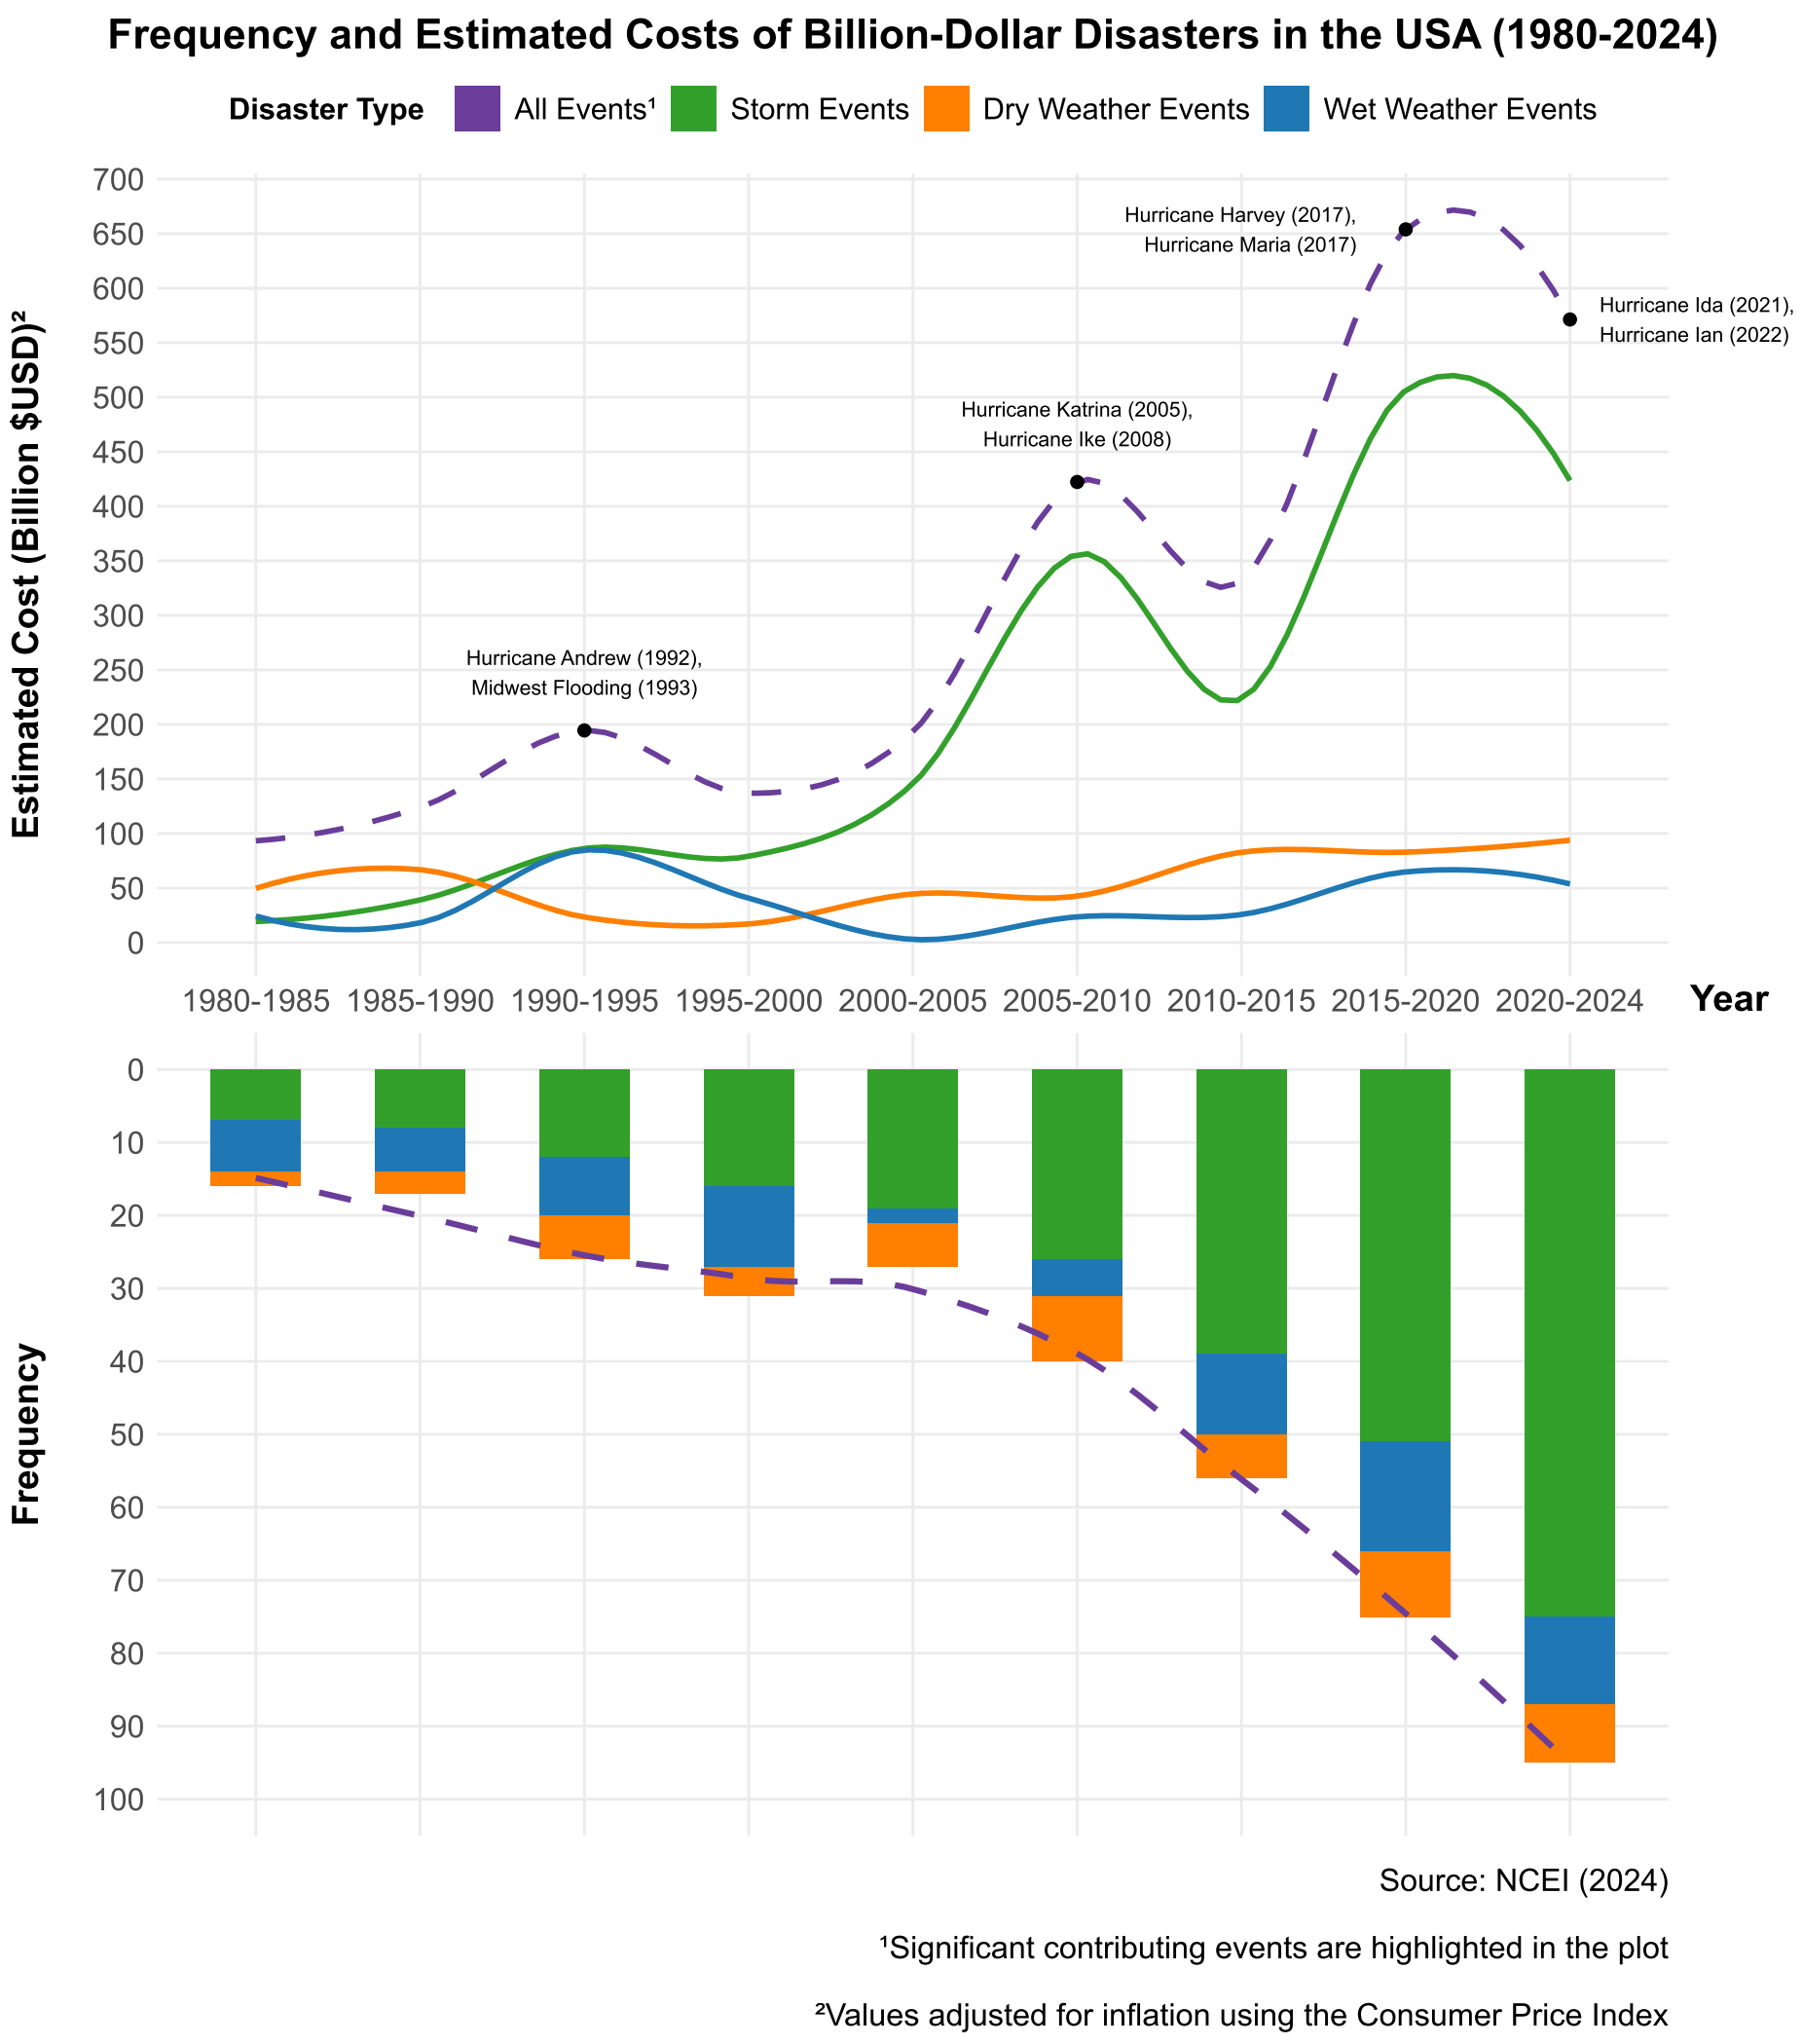 Frequency and Estimated Costs of Billion-Dollar Disasters in the USA (1980-2024)
Disaster Type All Events¹ Storm Events Dry Weather Events Wet Weather Events
Estimated Cost (Billion $USD)²
700
650
600
550
500
450
400
350
300
250
200
150
100
50
0
Hurricane Harvey (2017),
Hurricane Maria (2017)
Hurricane Ida (2021),
Hurricane Ian (2022)
Hurricane Katrina (2005),
Hurricane Ike (2008)
Hurricane Andrew (1992),
Midwest Flooding (1993)
1980-1985 1985-1990 1990-1995 1995-2000 2000-2005 2005-2010 2010-2015 2015-2020 2020-2024 Year
Frequency
0
10
20
30
40
50
60
70
80
90
100
Source: NCEI (2024)
¹Significant contributing events are highlighted in the plot
²Values adjusted for inflation using the Consumer Price Index